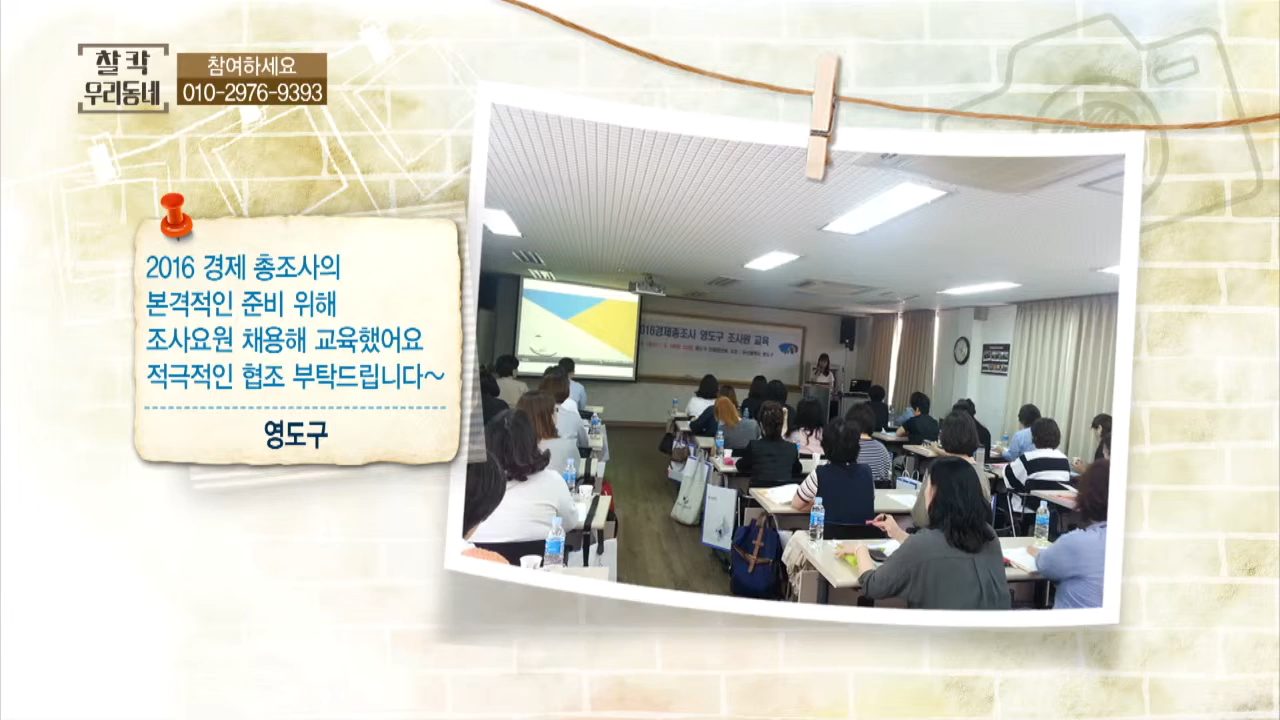 찰칵
우리동네
참여하세요
010-2976-9393
2016 경제 총조사의
본격적인 준비 위해
조사요원 채용해 교육했어요
적극적인 협조 부탁드립니다~
영도구
016경제총조사 영도구 조사원 교육